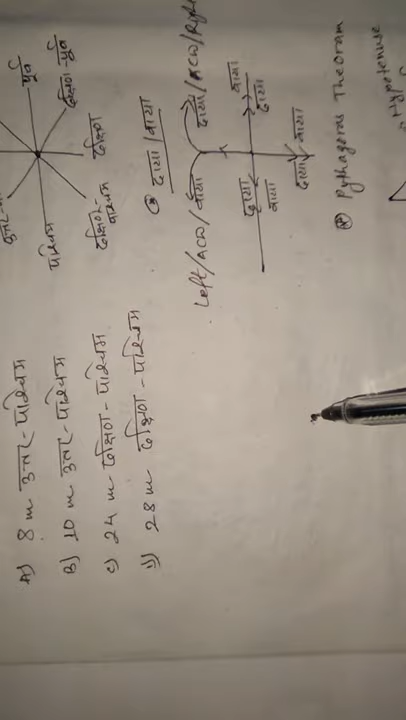 पूर्व
दक्षिण-पूर्व
दक्षिण
दक्षिण-पश्चिम
पश्चिम
दायां/बायां
Left/ACW/बायां
दायां/ACW/Right
बायां
दायां
दायां
बायां
दायां
बायां
Pythagoras Theoram
Hypotenuse
A) 8 m उत्तर-पश्चिम
B) 10 m उत्तर-पश्चिम
C) 24 m दक्षिण-पश्चिम
D) 28 m दक्षिण-पश्चिम